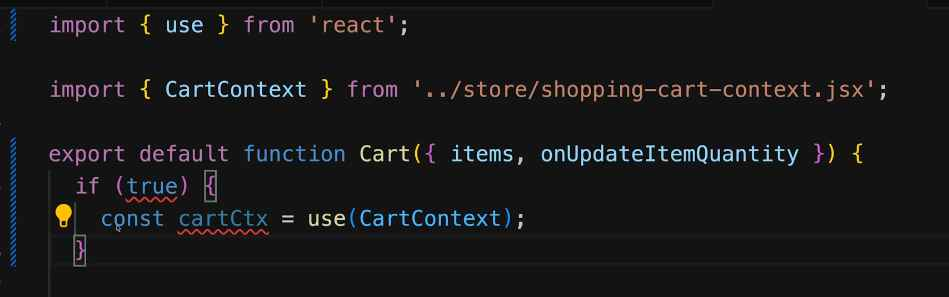 import { use } from 'react';
import { CartContext } from '../store/shopping-cart-context.jsx';
export default function Cart({ items, onUpdateItemQuantity }) {
if (true) {
const cartCtx = use(CartContext);
}